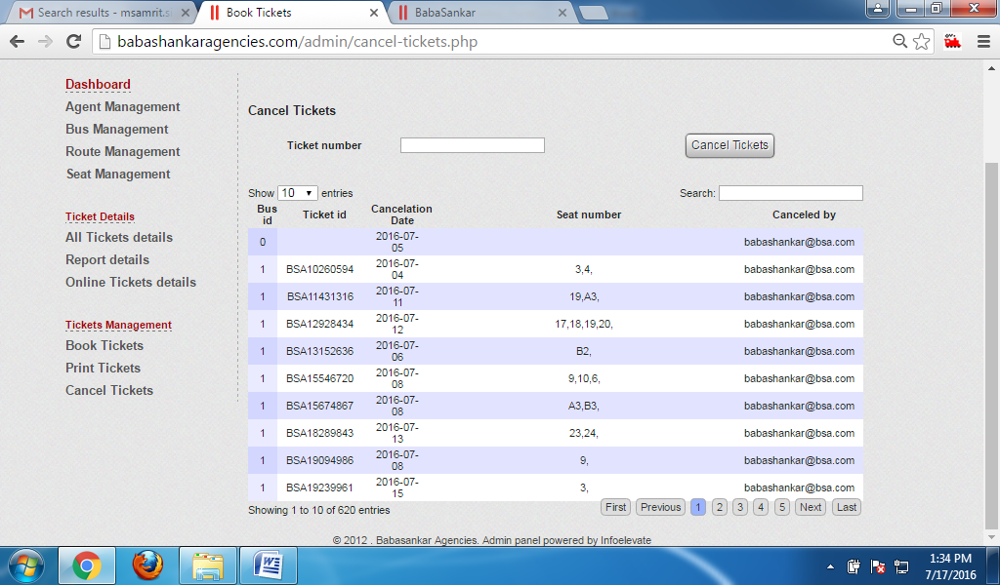 Search results - msamrit.s
Book Tickets
BabaSankar
babashankaragencies.com/admin/cancel-tickets.php
Dashboard
Agent Management
Bus Management
Route Management
Seat Management
Ticket Details
All Tickets details
Report details
Online Tickets details
Tickets Management
Book Tickets
Print Tickets
Cancel Tickets
Cancel Tickets
Ticket number
Cancel Tickets
Show 10 entries
Search:
Bus id Ticket id Cancelation Date Seat number Canceled by
0 2016-07-05 babashankar@bsa.com
1 BSA10260594 2016-07-04 3,4, babashankar@bsa.com
1 BSA11431316 2016-07-11 19,A3, babashankar@bsa.com
1 BSA12928434 2016-07-12 17,18,19,20, babashankar@bsa.com
1 BSA13152636 2016-07-06 B2, babashankar@bsa.com
1 BSA15546720 2016-07-08 9,10,6, babashankar@bsa.com
1 BSA15674867 2016-07-08 A3,B3, babashankar@bsa.com
1 BSA18289843 2016-07-13 23,24, babashankar@bsa.com
1 BSA19094986 2016-07-08 9, babashankar@bsa.com
1 BSA19239961 2016-07-15 3, babashankar@bsa.com
Showing 1 to 10 of 620 entries
First Previous 1 2 3 4 5 Next Last
© 2012 . Babasankar Agencies. Admin panel powered by Infoelevate
1:34 PM
7/17/2016